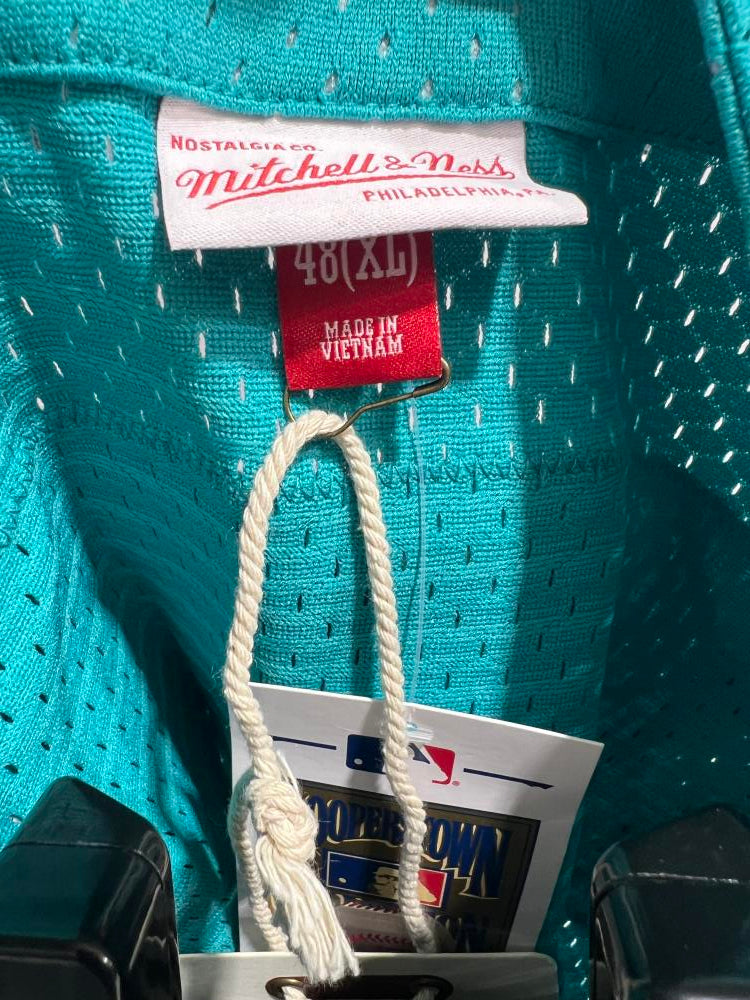 NOSTALGIA CO.
Mitchell & Ness
PHILADELPHIA, PA.
48(XL)
MADE IN
VIETNAM
COOPERSTOWN